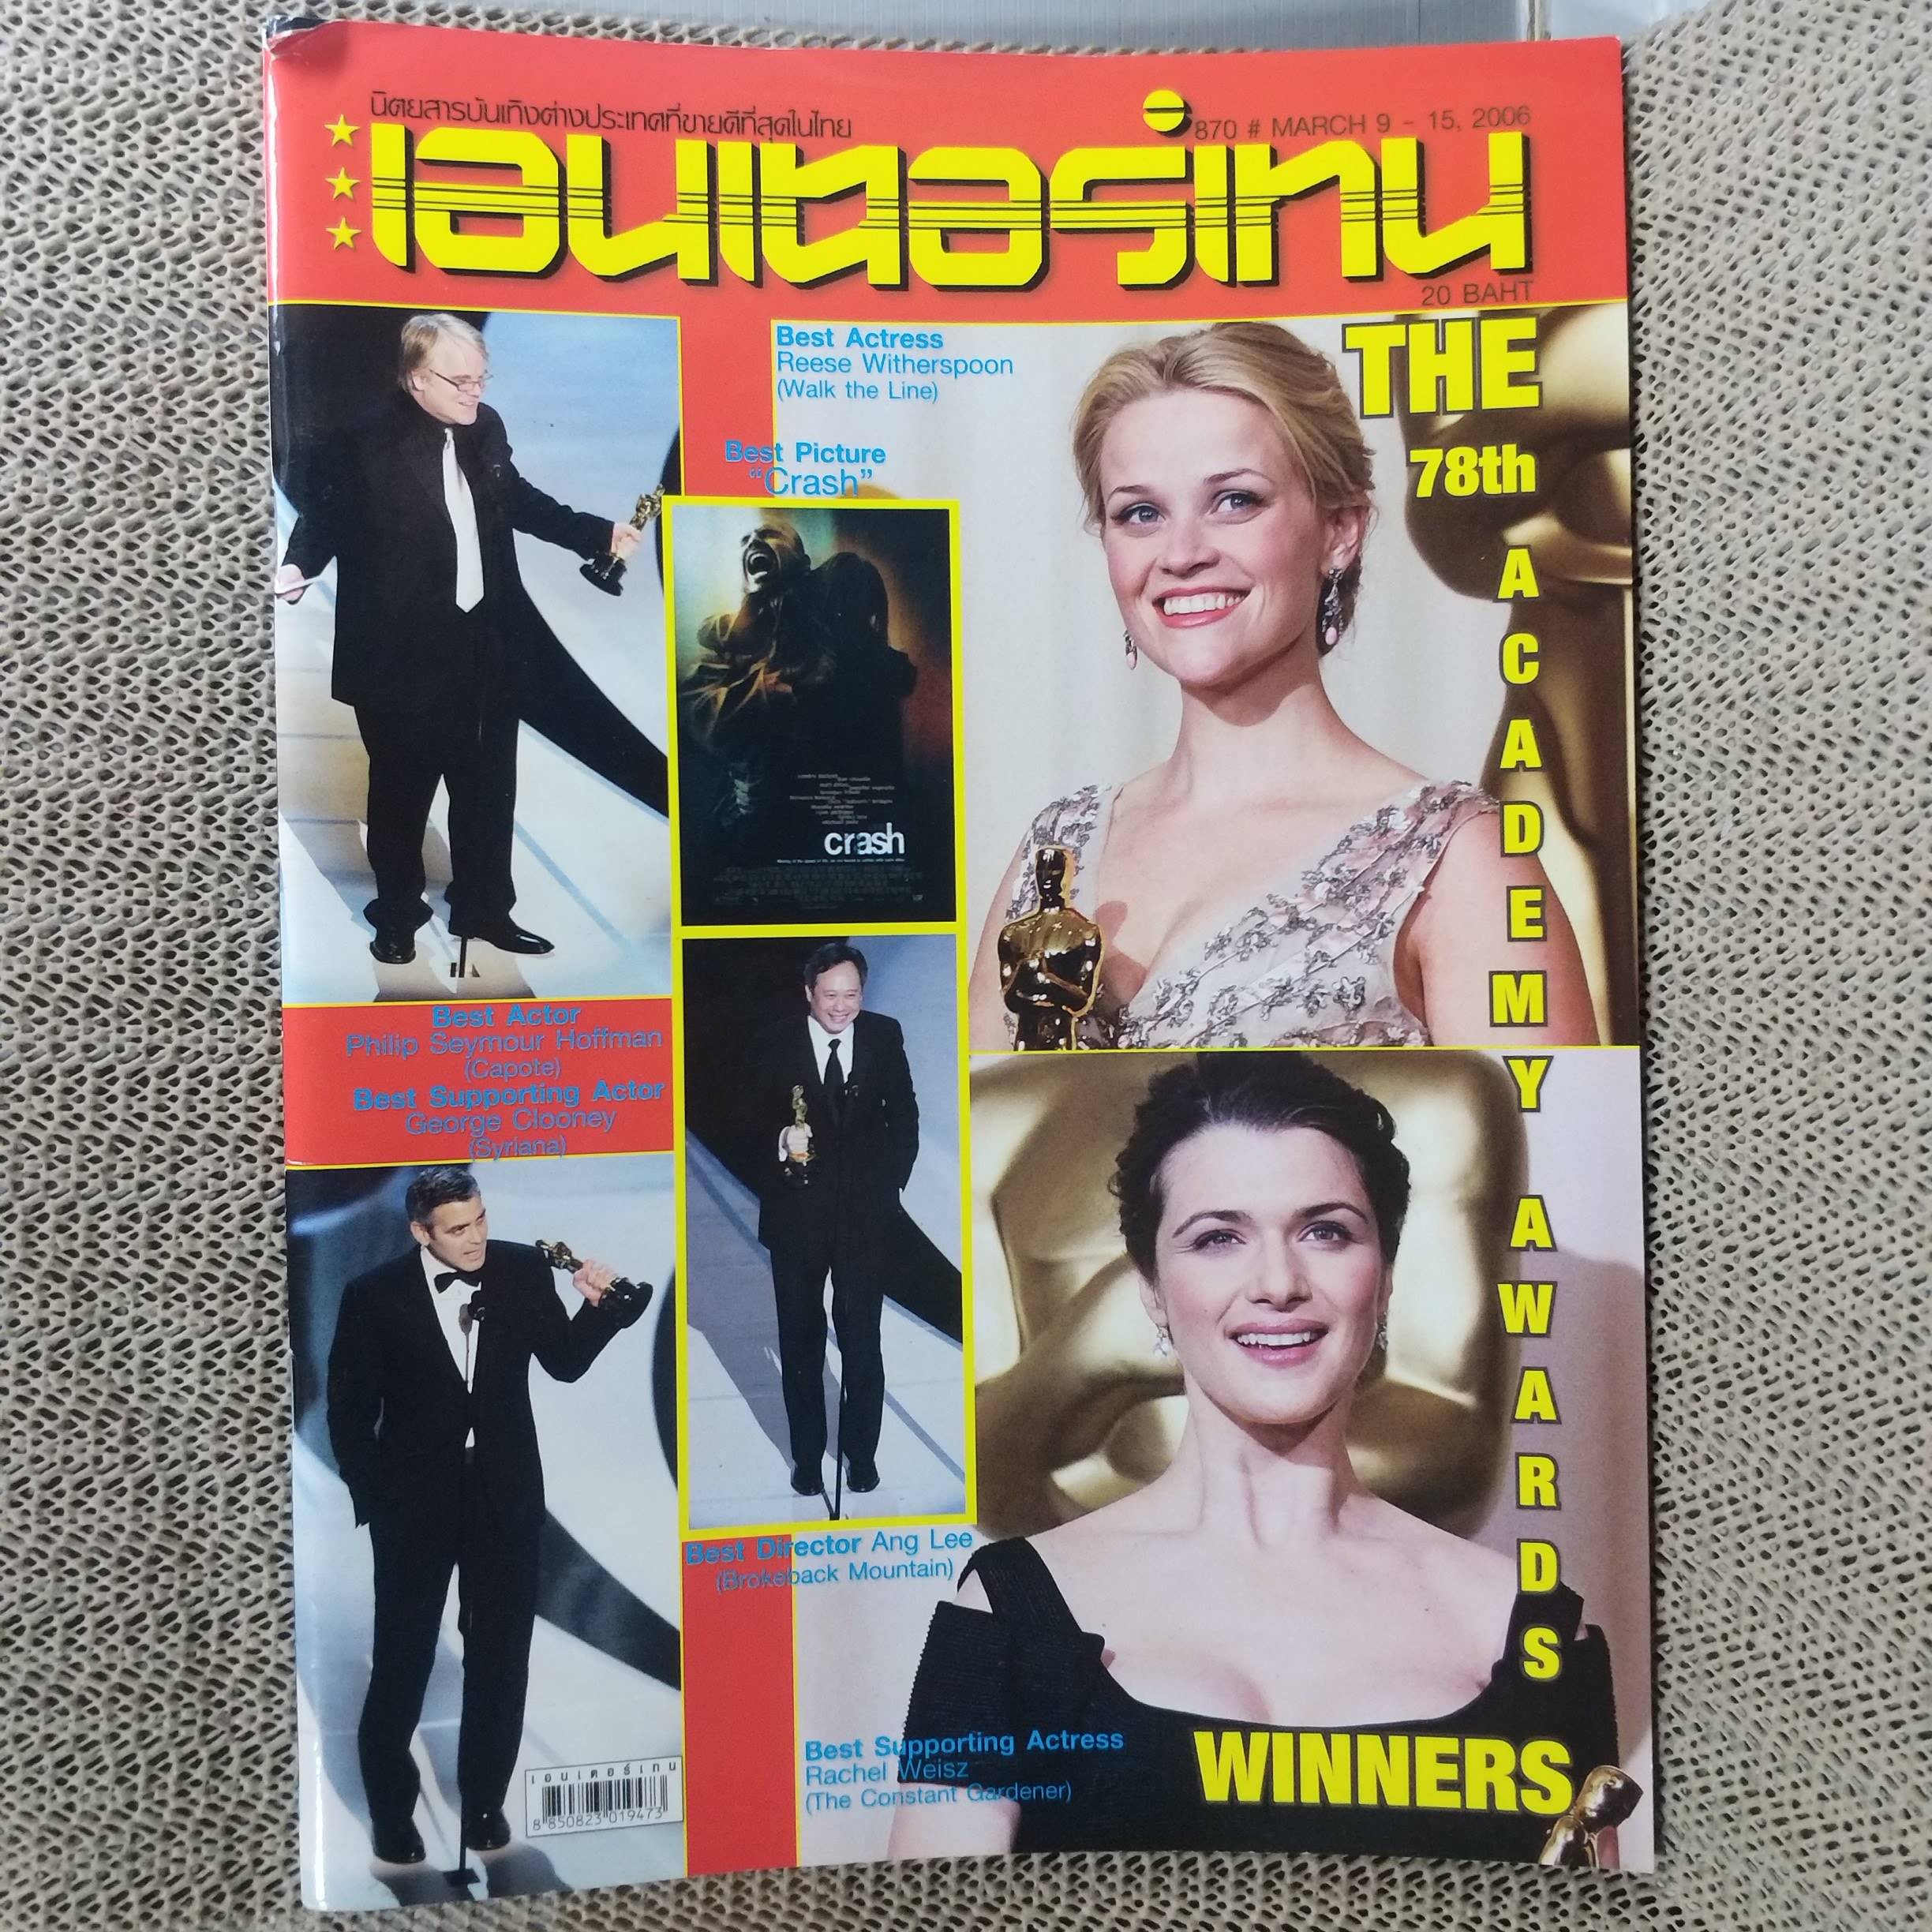 นิตยสารบันเทิงต่างประเทศที่ขายดีที่สุดในไทย
870 # MARCH 9 - 15, 2006
เอนเตอร์เทน
20 BAHT
THE
78th
ACADEMY
AWARDS
WINNERS
Best Actress
Reese Witherspoon
(Walk the Line)
Best Picture
"Crash"
crash
Best Actor
Philip Seymour Hoffman
(Capote)
Best Supporting Actor
George Clooney
(Syriana)
Best Director Ang Lee
(Brokeback Mountain)
Best Supporting Actress
Rachel Weisz
(The Constant Gardener)
เอนเตอร์เทน
8 850823 019473